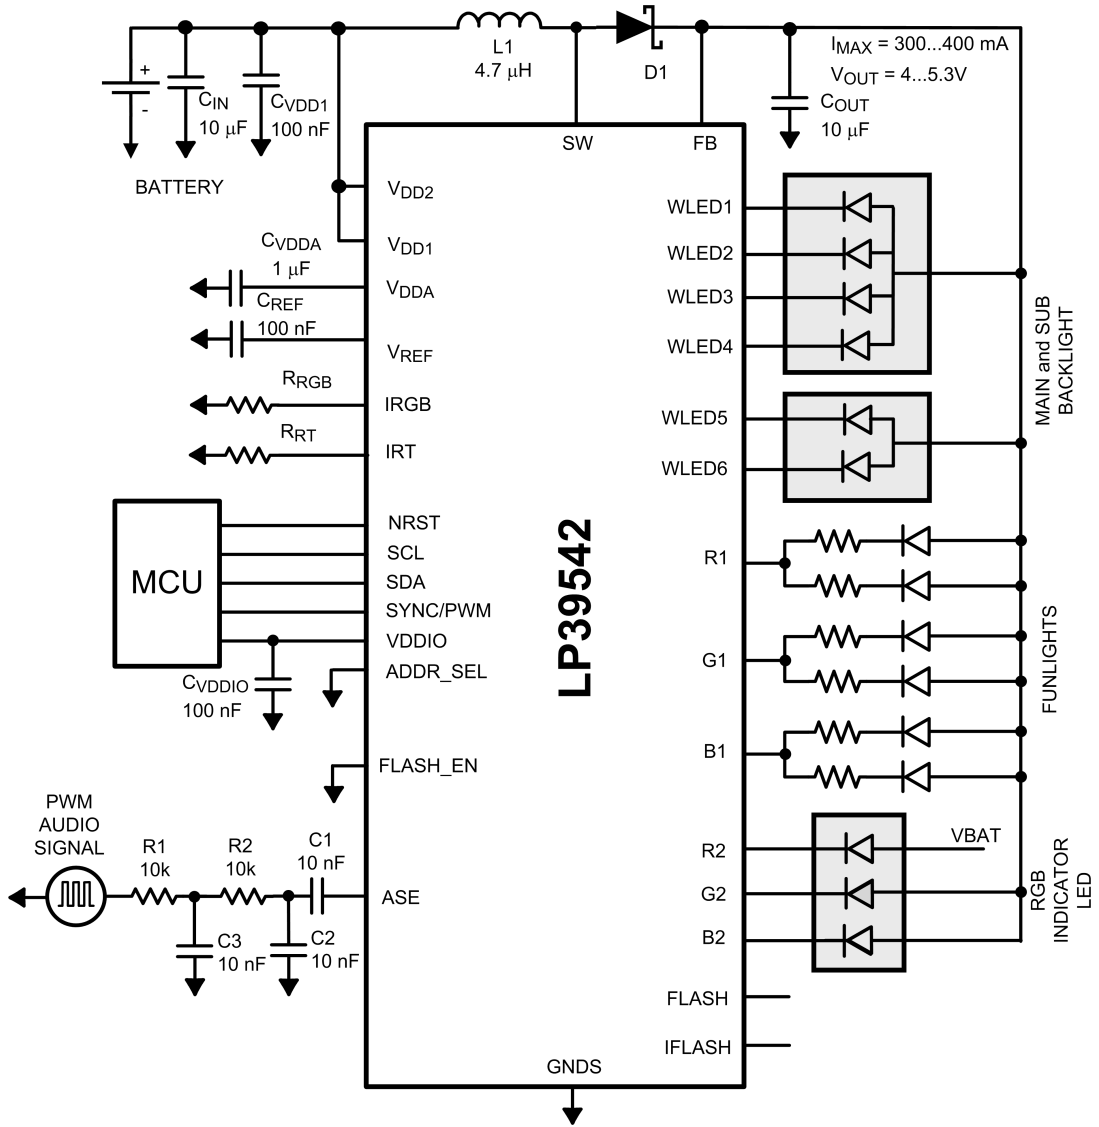 +
-
BATTERY
CIN
10 µF
CVDD1
100 nF
L1
4.7 µH
D1
IMAX = 300...400 mA
VOUT = 4...5.3V
COUT
10 µF
SW
FB
VDD2
VDD1
VDDA
VREF
IRGB
IRT
CVDDA
1 µF
CREF
100 nF
RRGB
RRT
MCU
NRST
SCL
SDA
SYNC/PWM
VDDIO
ADDR_SEL
CVDDIO
100 nF
FLASH_EN
PWM
AUDIO
SIGNAL
R1
10k
R2
10k
C1
10 nF
C3
10 nF
C2
10 nF
ASE
LP39542
GNDS
WLED1
WLED2
WLED3
WLED4
WLED5
WLED6
R1
G1
B1
R2
G2
B2
FLASH
IFLASH
VBAT
MAIN and SUB
BACKLIGHT
FUNLIGHTS
RGB
INDICATOR
LED